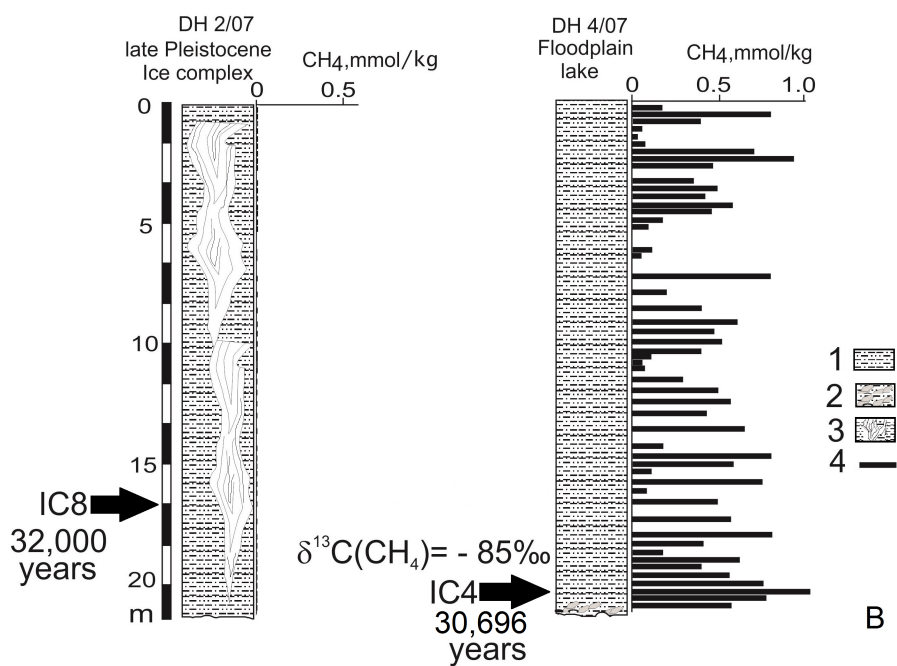 DH 2/07
late Pleistocene
Ice complex
CH4,mmol/kg
0 0.5
0
5
10
15
20
m
IC8
32,000
years
DH 4/07
Floodplain
lake
CH4,mmol/kg
0 0.5 1.0
δ¹³C(CH₄)= - 85‰
IC4
30,696
years
1
2
3
4
B